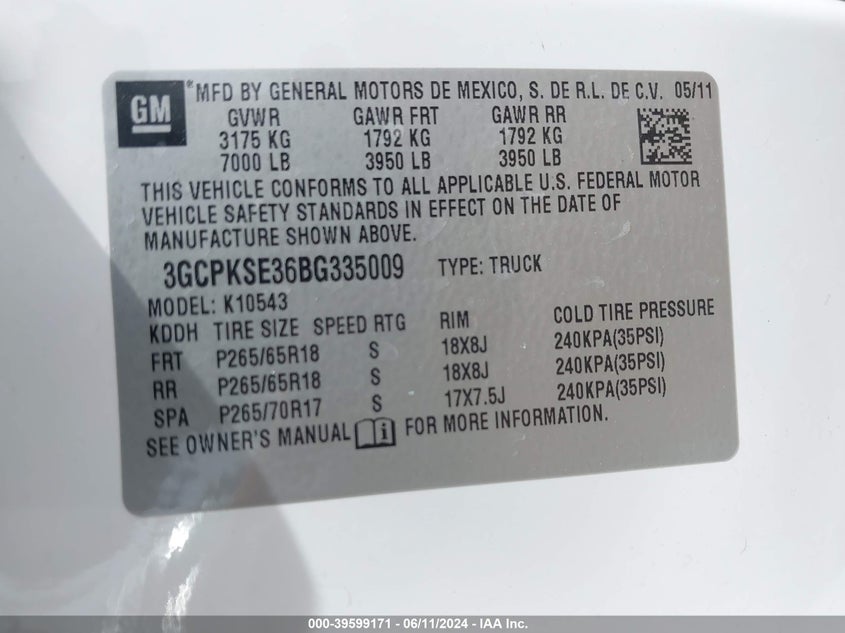 GM
*MFD BY GENERAL MOTORS DE MEXICO, S. DE R.L. DE C.V. 05/11
GVWR GAWR FRT GAWR RR
3175 KG 1792 KG 1792 KG
7000 LB 3950 LB 3950 LB
THIS VEHICLE CONFORMS TO ALL APPLICABLE U.S. FEDERAL MOTOR
VEHICLE SAFETY STANDARDS IN EFFECT ON THE DATE OF
MANUFACTURE SHOWN ABOVE.
3GCPKSE36BG335009 TYPE: TRUCK
MODEL: K10543
KDDH TIRE SIZE SPEED RTG RIM COLD TIRE PRESSURE
FRT P265/65R18 S 18X8J 240KPA(35PSI)
RR P265/65R18 S 18X8J 240KPA(35PSI)
SPA P265/70R17 S 17X7.5J 240KPA(35PSI)
SEE OWNER'S MANUAL i FOR MORE INFORMATION.
000-39599171 - 06/11/2024 - IAA Inc.